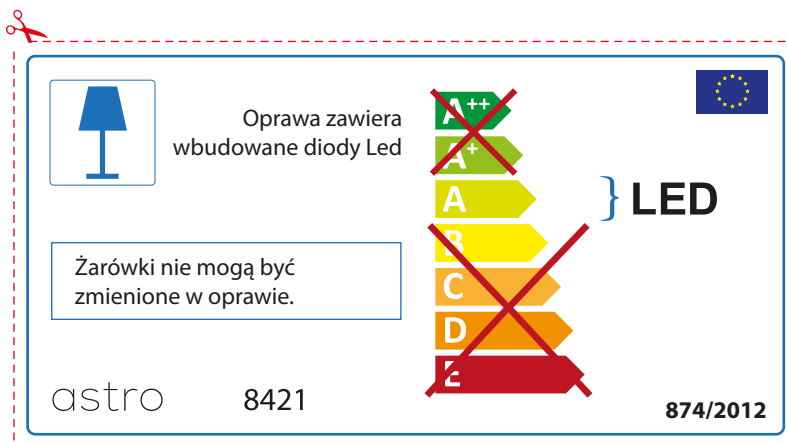 Oprawa zawiera
wbudowane diody Led
A++
A+
A
B
C
D
E
LED
Żarówki nie mogą być
zmienione w oprawie.
astro
8421
874/2012